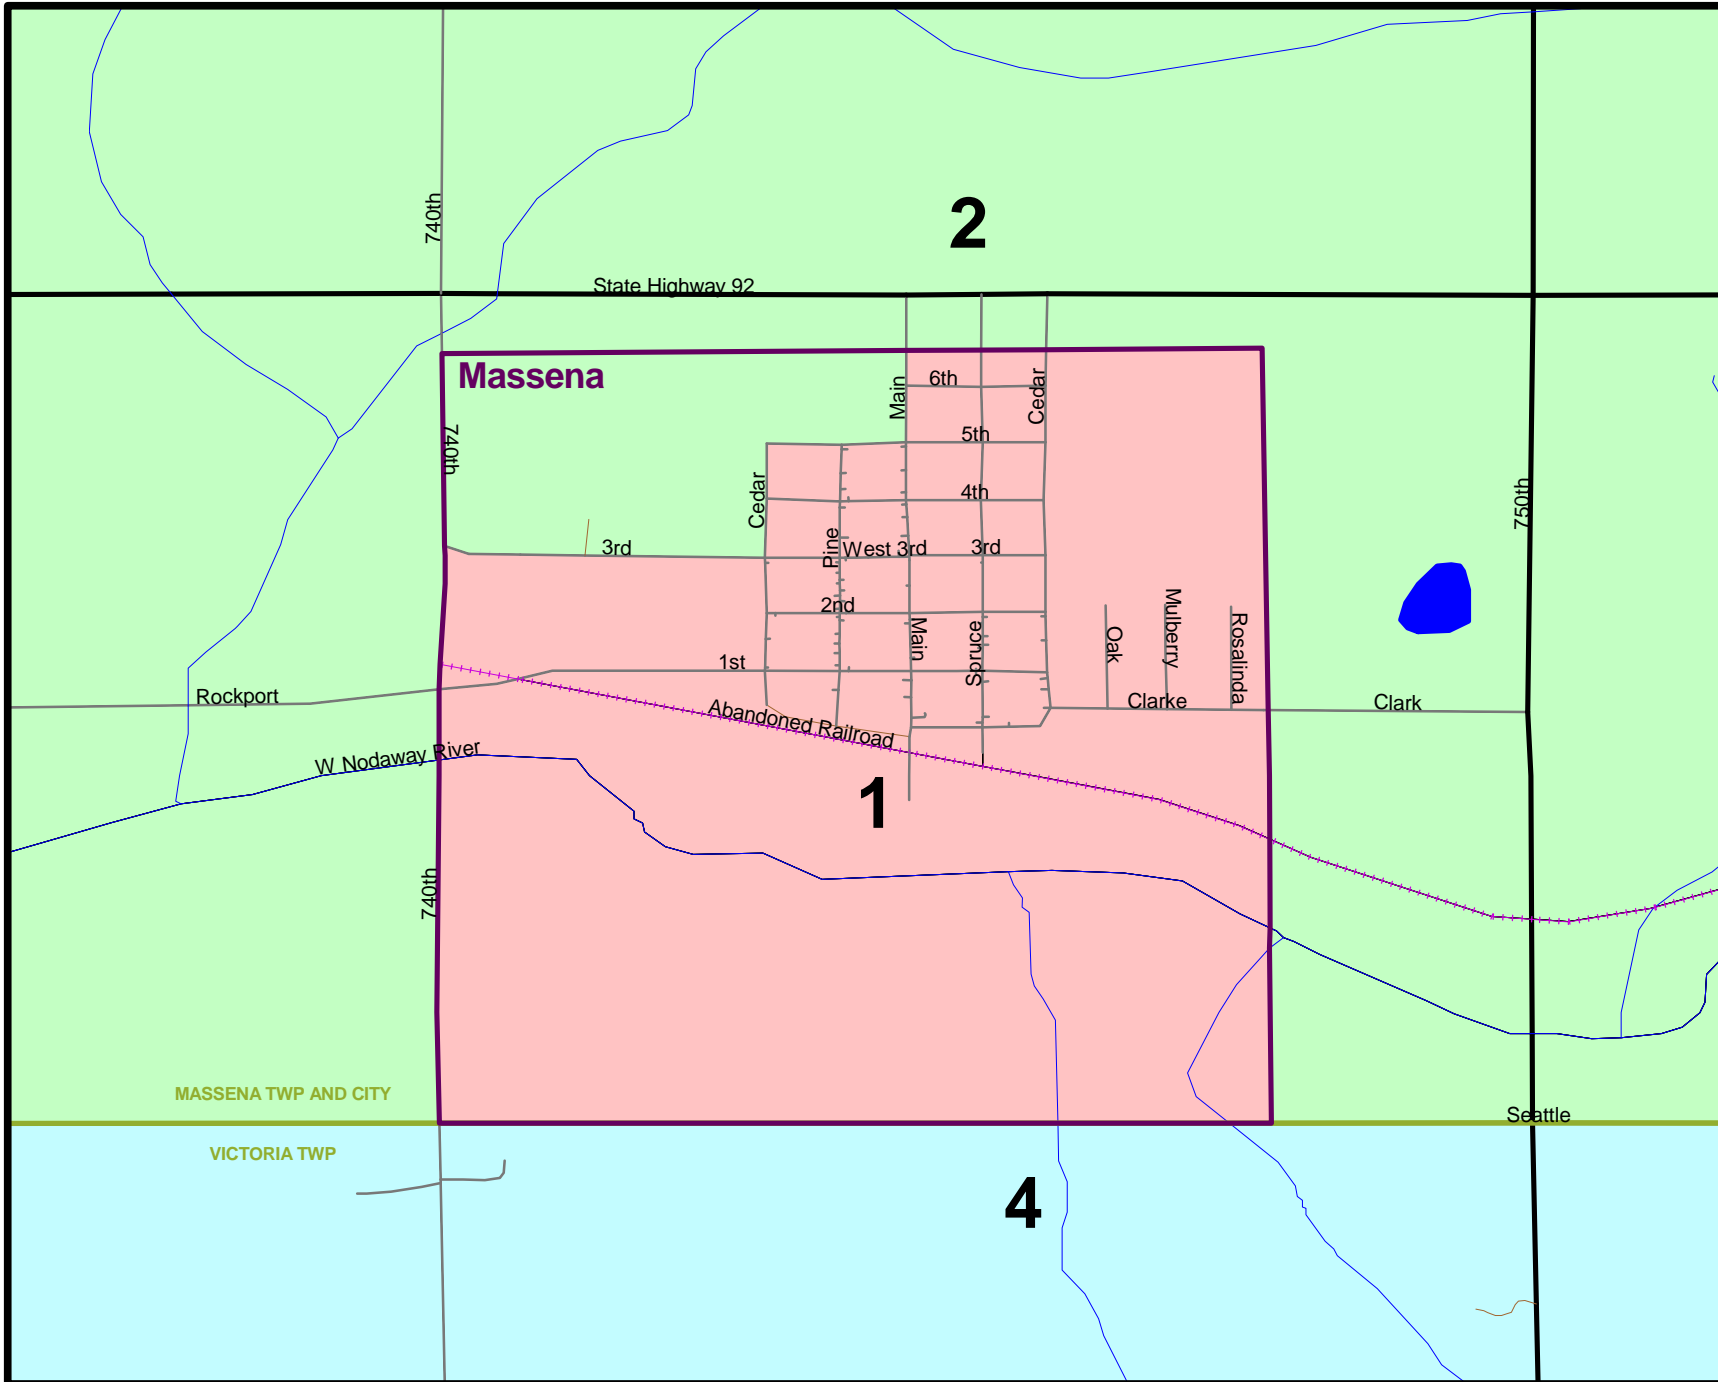 740th
2
State Highway 92
Massena
740th
Main
6th
Cedar
5th
Cedar
4th
750th
3rd
Pine
West 3rd
3rd
2nd
Main
Spruce
Oak
Mulberry
Rosalinda
1st
Rockport
Clarke
Clark
Abandoned Railroad
W Nodaway River
1
740th
MASSENA TWP AND CITY
Seattle
VICTORIA TWP
4